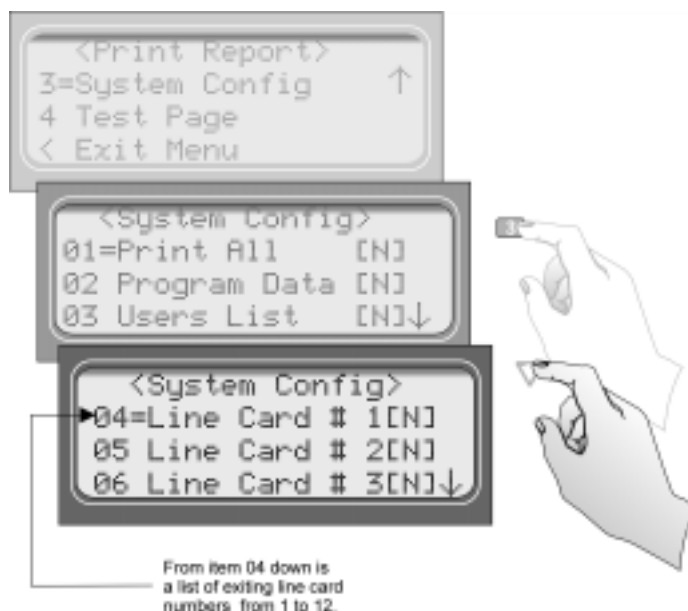 <Print Report>
3=System Config ↑
4 Test Page
< Exit Menu
3
<System Config>
01=Print All [N]
02 Program Data [N]
03 Users List [N]↓
<System Config>
04=Line Card # 1[N]
05 Line Card # 2[N]
06 Line Card # 3[N]↓
From item 04 down is
a list of exiting line card
numbers from 1 to 12.